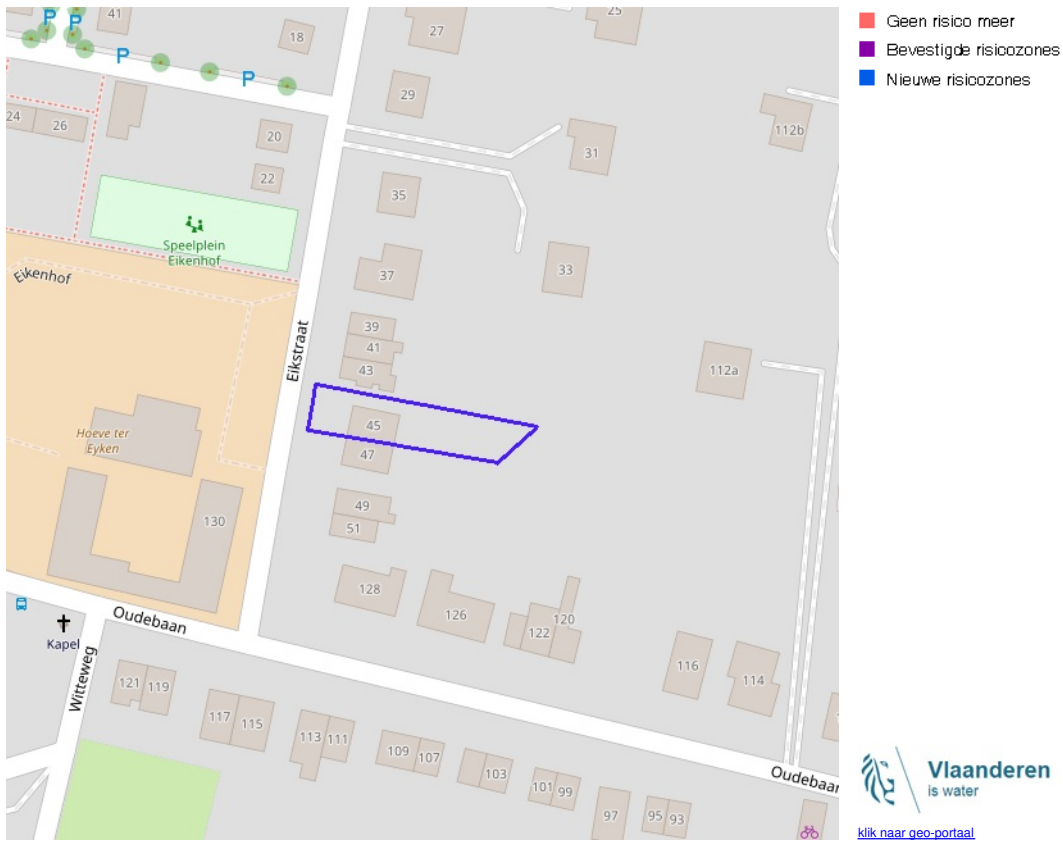 41
18
25
27
P
P
P
P
29
24
26
20
31
112b
22
35
Speelplein
Eikenhof
37
33
Eikenhof
39
41
43
Eikstraat
112a
45
47
Hoeve ter
Eyken
49
51
130
128
126
120
122
Oudebaan
Kapel
Witteweg
116
114
121
119
117
115
113
111
109
107
103
101
99
97
95
93
Oudebaan
Geen risico meer
Bevestigde risicozones
Nieuwe risicozones
Vlaanderen
is water
klik naar geo-portaal